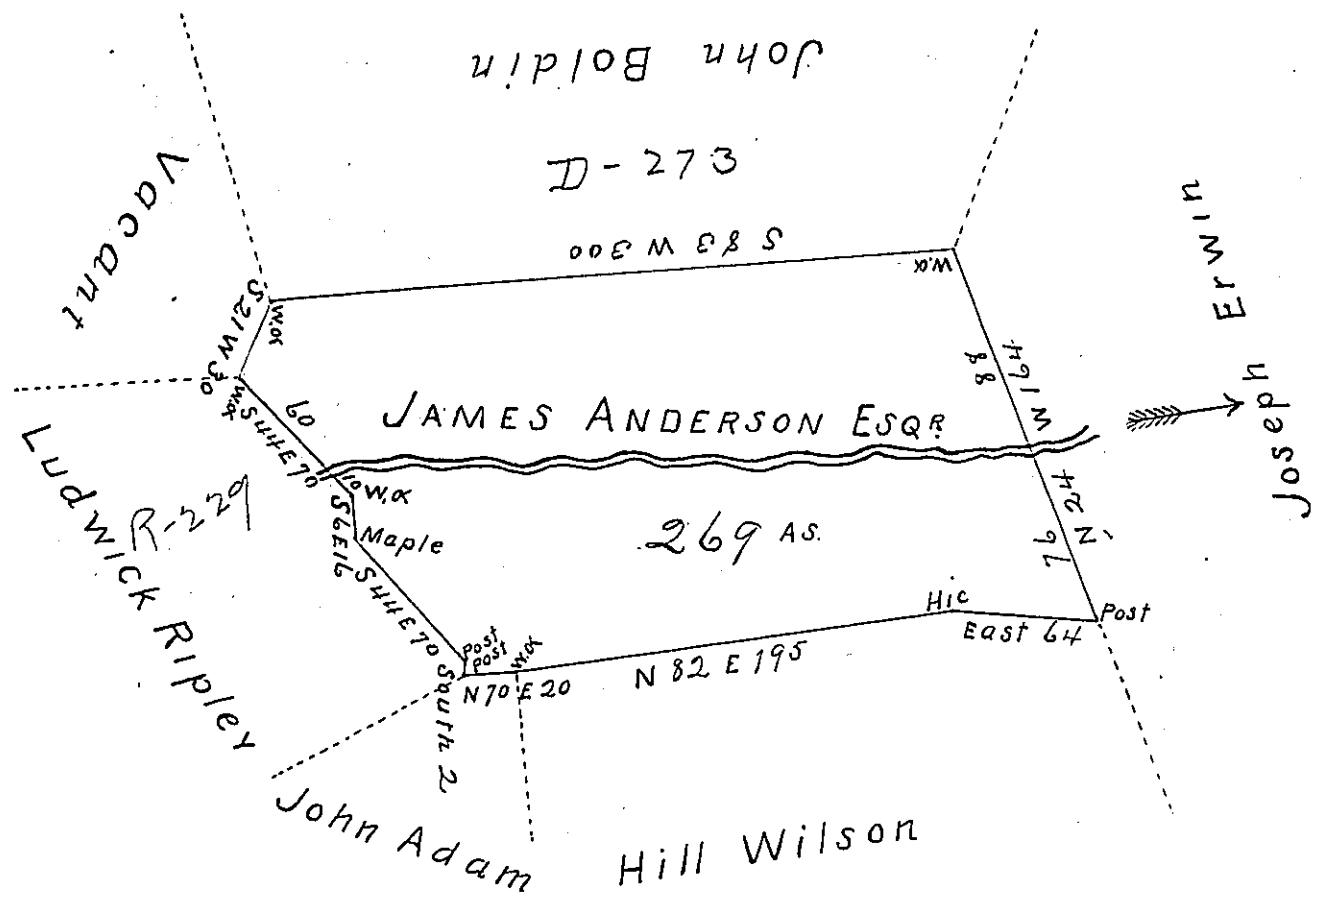 John Boldin
D-273
S 83 W 300
W.o
W.o
Vacant
S 21 W 30
W.o
Joseph Erwin
N 24 W 164
88
76
JAMES ANDERSON ESQR.
60
S 44 E 70
10
W.o
S 6 E 16
Maple
269 AS.
S 44 E 70
Ludwick Ripley
R-229
Post
Post
W.o
South 2
N 70 E 20
N 82 E 195
Hic
East 64
Post
John Adam
Hill Wilson